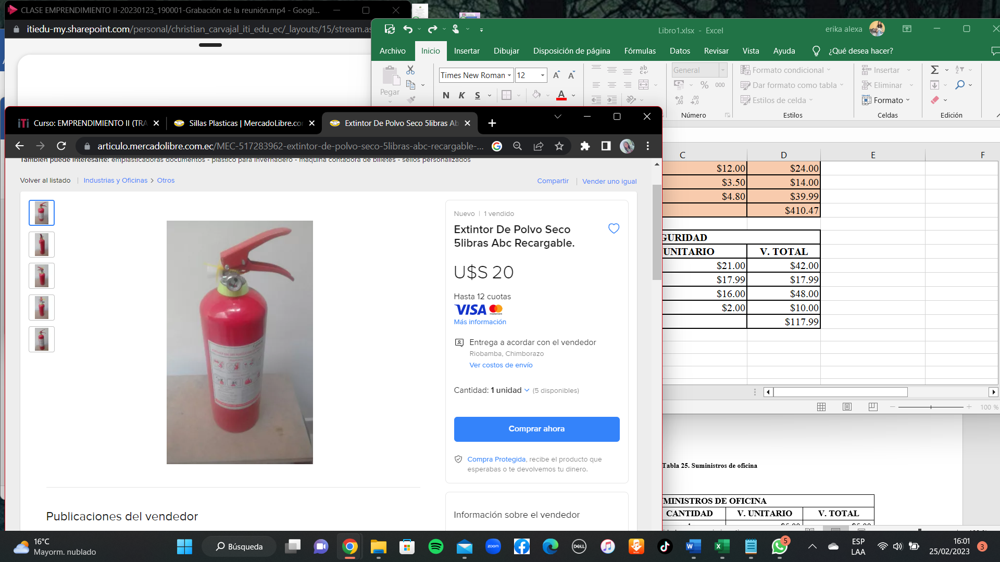 CLASE EMPRENDIMIENTO II-20230123_190001-Grabación de la reunión.mp4 - Googl...
itiedu-my.sharepoint.com/personal/christian_carvajal_iti_edu_ec/_layouts/15/stream.as
Libro1.xlsx - Excel
erika alexa
Archivo Inicio Insertar Dibujar Disposición de página Fórmulas Datos Revisar Vista Ayuda ¿Qué desea hacer?
Pegar
Times New Roman 12
N K S
General
% 000
Número
Formato condicional
Dar formato como tabla
Estilos de celda
Estilos
Insertar
Eliminar
Formato
Celdas
Edición
iTi Curso: EMPRENDIMIENTO II (TRA
Sillas Plasticas | MercadoLibre.co
Extintor De Polvo Seco 5libras Ab
articulo.mercadolibre.com.ec/MEC-517283962-extintor-de-polvo-seco-5libras-abc-recargable-...
También puede interesarte: emplasticadoras documentos - plastico para invernadero - maquina contadora de billetes - sellos personalizados
Volver al listado | Industrias y Oficinas > Otros
Compartir | Vender uno igual
Nuevo | 1 vendido
Extintor De Polvo Seco
5libras Abc Recargable.
U$S 20
Hasta 12 cuotas
VISA mastercard
Más información
Entrega a acordar con el vendedor
Riobamba, Chimborazo
Ver costos de envío
Cantidad: 1 unidad (5 disponibles)
Comprar ahora
Compra Protegida, recibe el producto que
esperabas o te devolvemos tu dinero.
Publicaciones del vendedor
Información sobre el vendedor
C D E F
$12.00 $24.00
$3.50 $14.00
$4.80 $39.99
$410.47
GURIDAD
UNITARIO V. TOTAL
$21.00 $42.00
$17.99 $17.99
$16.00 $48.00
$2.00 $10.00
$117.99
100 %
Tabla 25. Suministros de oficina
MINISTROS DE OFICINA
CANTIDAD V. UNITARIO V. TOTAL
16°C
Mayorm. nublado
Búsqueda
zoom
DELL
5
ESP
LAA
16:01
25/02/2023
3